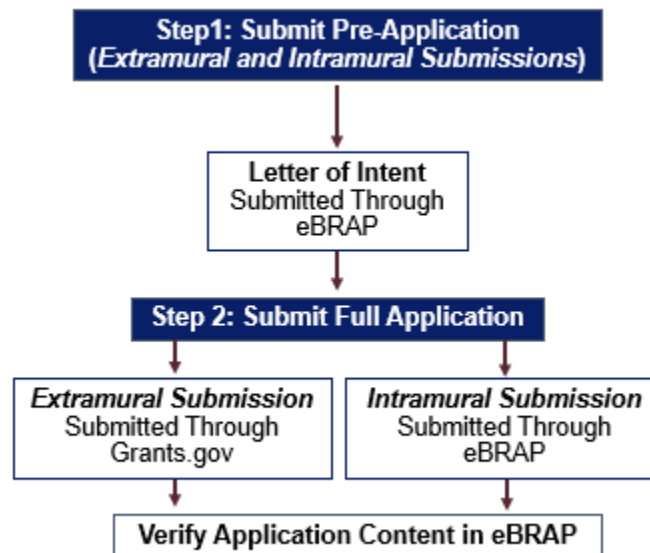 Step1: Submit Pre-Application
(Extramural and Intramural Submissions)
Letter of Intent
Submitted Through
eBRAP
Step 2: Submit Full Application
Extramural Submission
Submitted Through
Grants.gov
Intramural Submission
Submitted Through
eBRAP
Verify Application Content in eBRAP